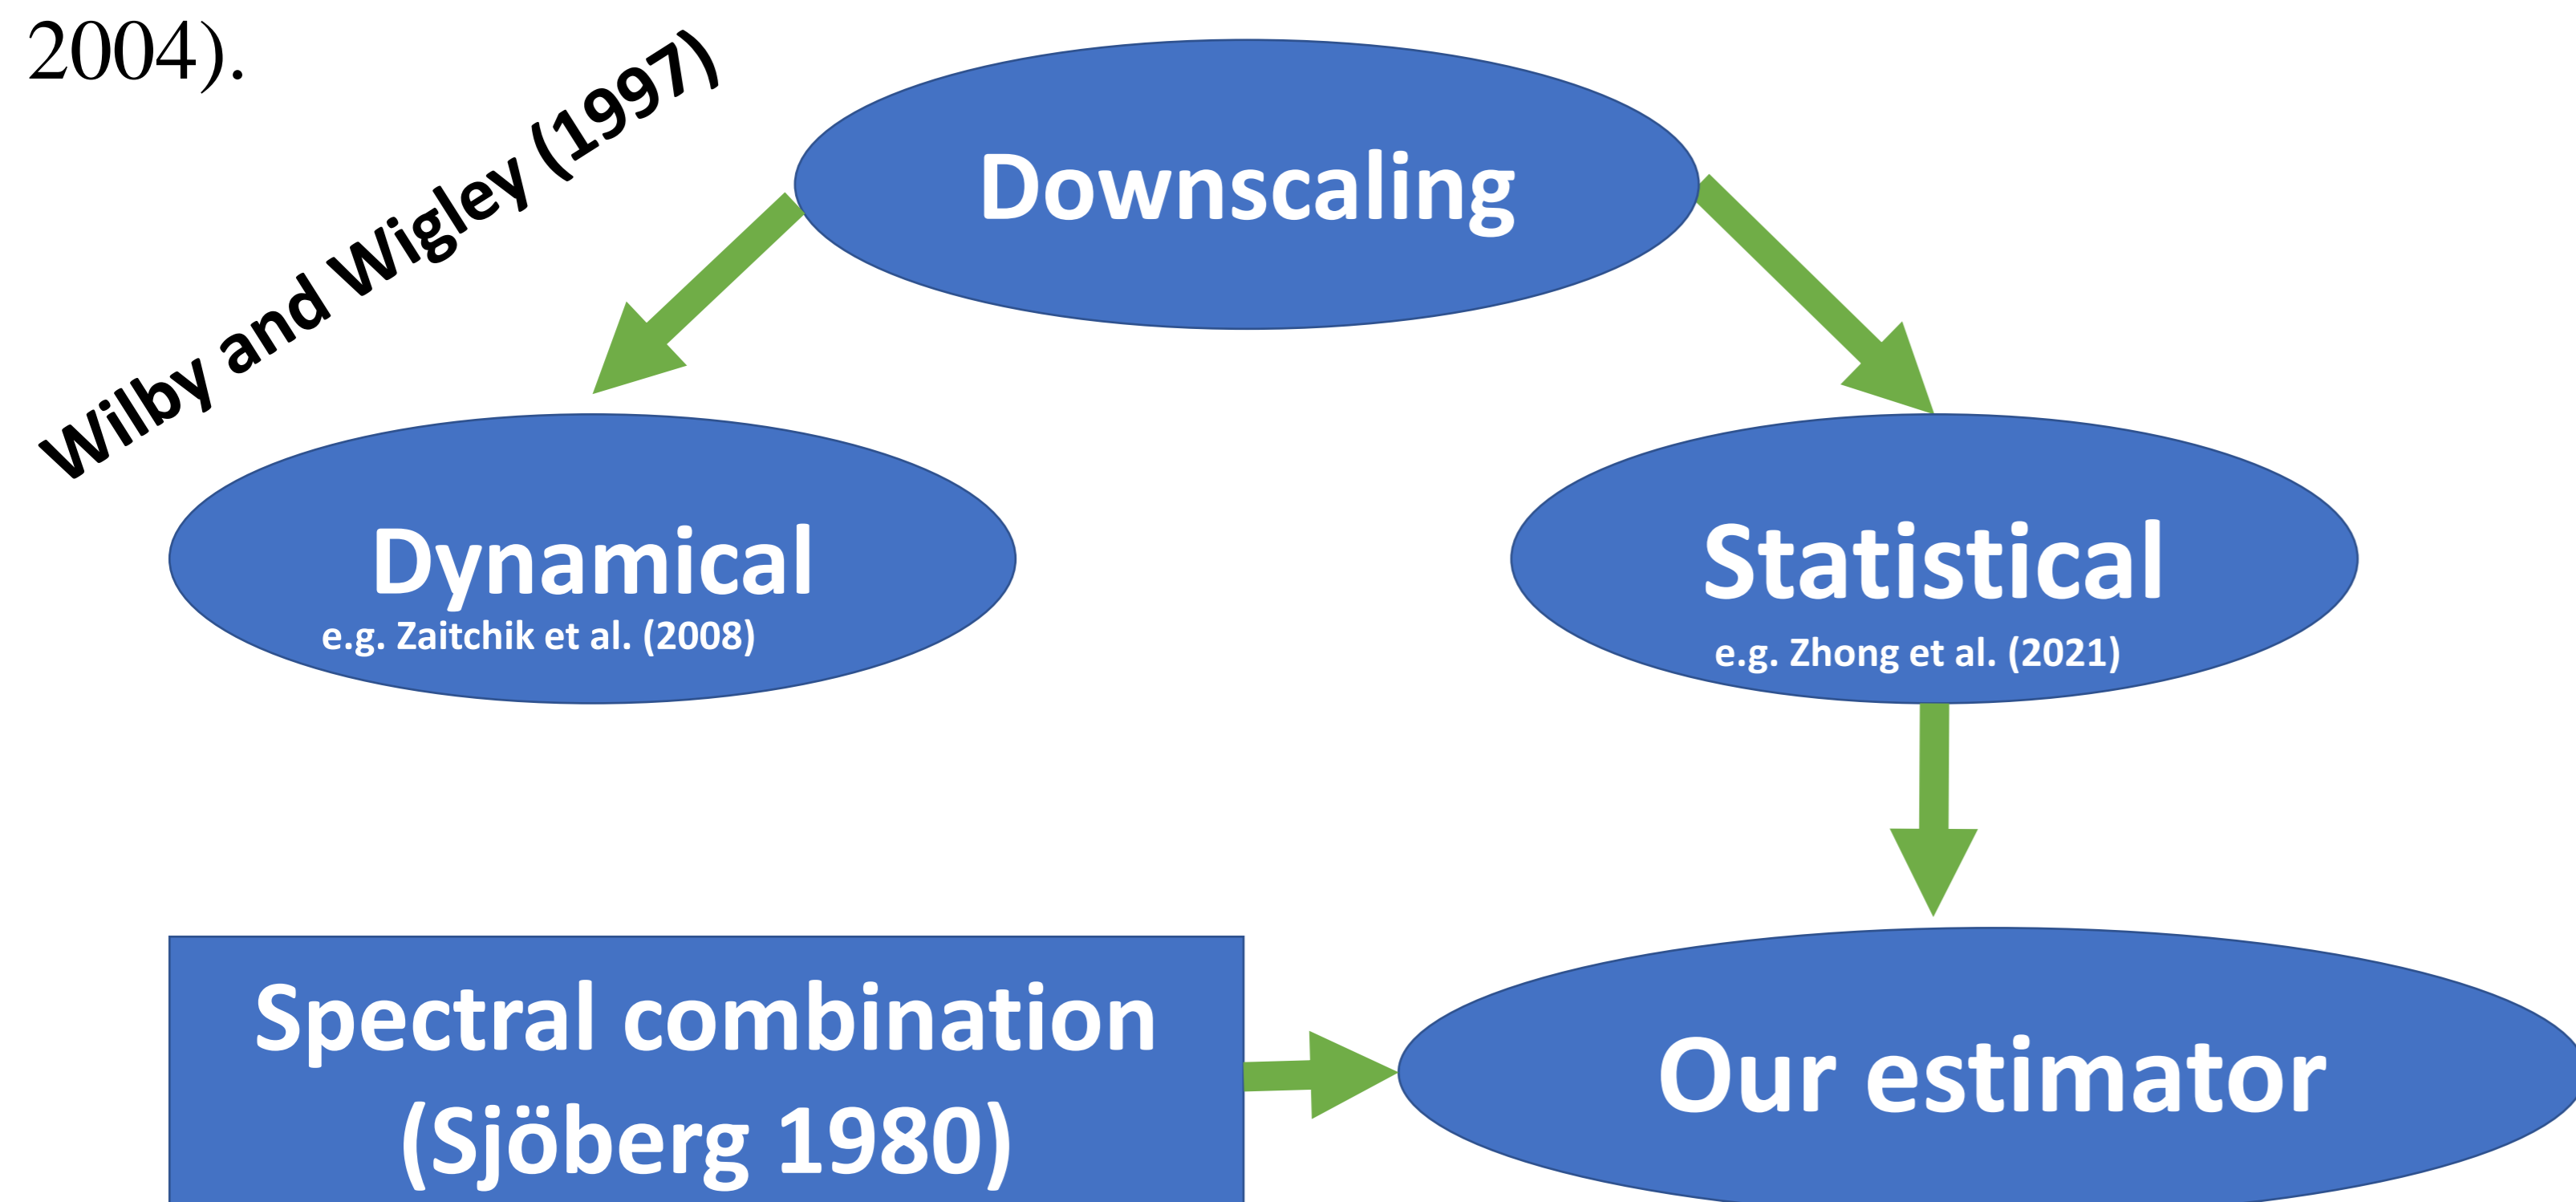 2004).
Wilby and Wigley (1997)
Downscaling
Dynamical
e.g. Zaitchik et al. (2008)
Statistical
e.g. Zhong et al. (2021)
Spectral combination
(Sjöberg 1980)
Our estimator